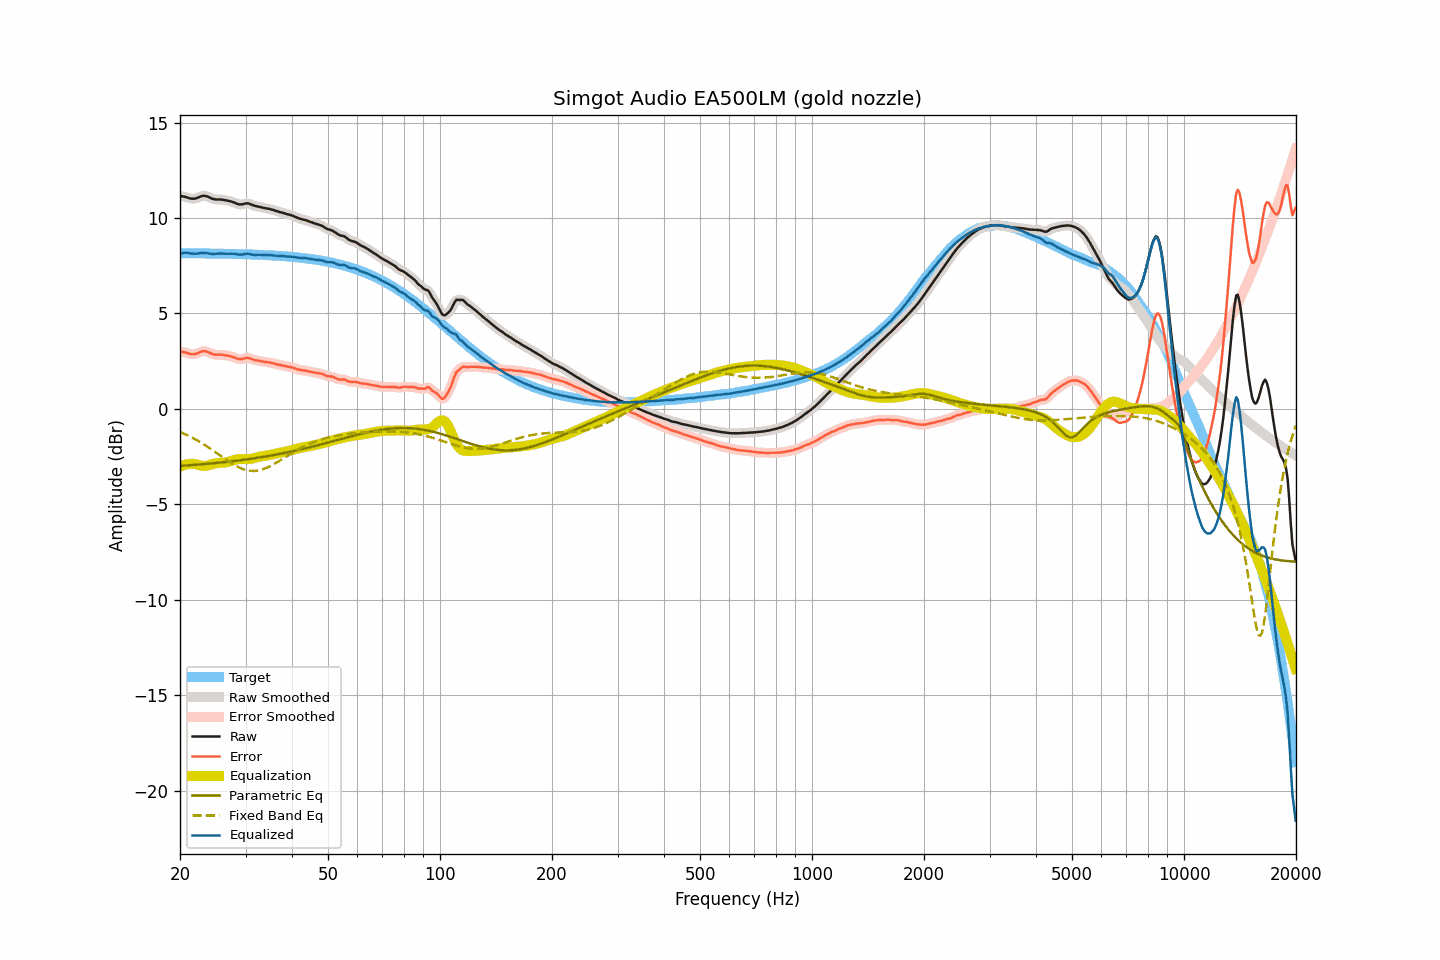 Simgot Audio EA500LM (gold nozzle)
15
10
5
0
−5
−10
−15
−20
Amplitude (dBr)
Target
Raw Smoothed
Error Smoothed
Raw
Error
Equalization
Parametric Eq
Fixed Band Eq
Equalized
20 50 100 200 500 1000 2000 5000 10000 20000
Frequency (Hz)